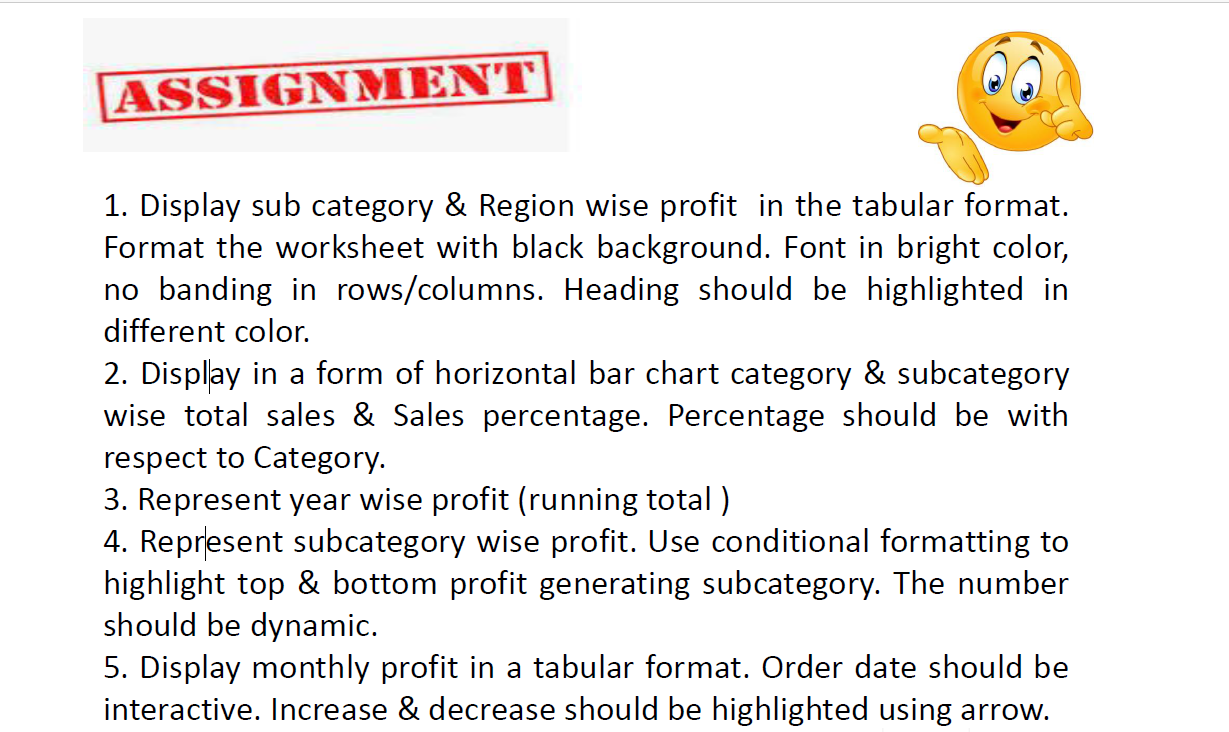 ASSIGNMENT
1. Display sub category & Region wise profit  in the tabular format.
Format the worksheet with black background. Font in bright color,
no banding in rows/columns. Heading should be highlighted in
different color.
2. Display in a form of horizontal bar chart category & subcategory
wise total sales & Sales percentage. Percentage should be with
respect to Category.
3. Represent year wise profit (running total )
4. Represent subcategory wise profit. Use conditional formatting to
highlight top & bottom profit generating subcategory. The number
should be dynamic.
5. Display monthly profit in a tabular format. Order date should be
interactive. Increase & decrease should be highlighted using arrow.